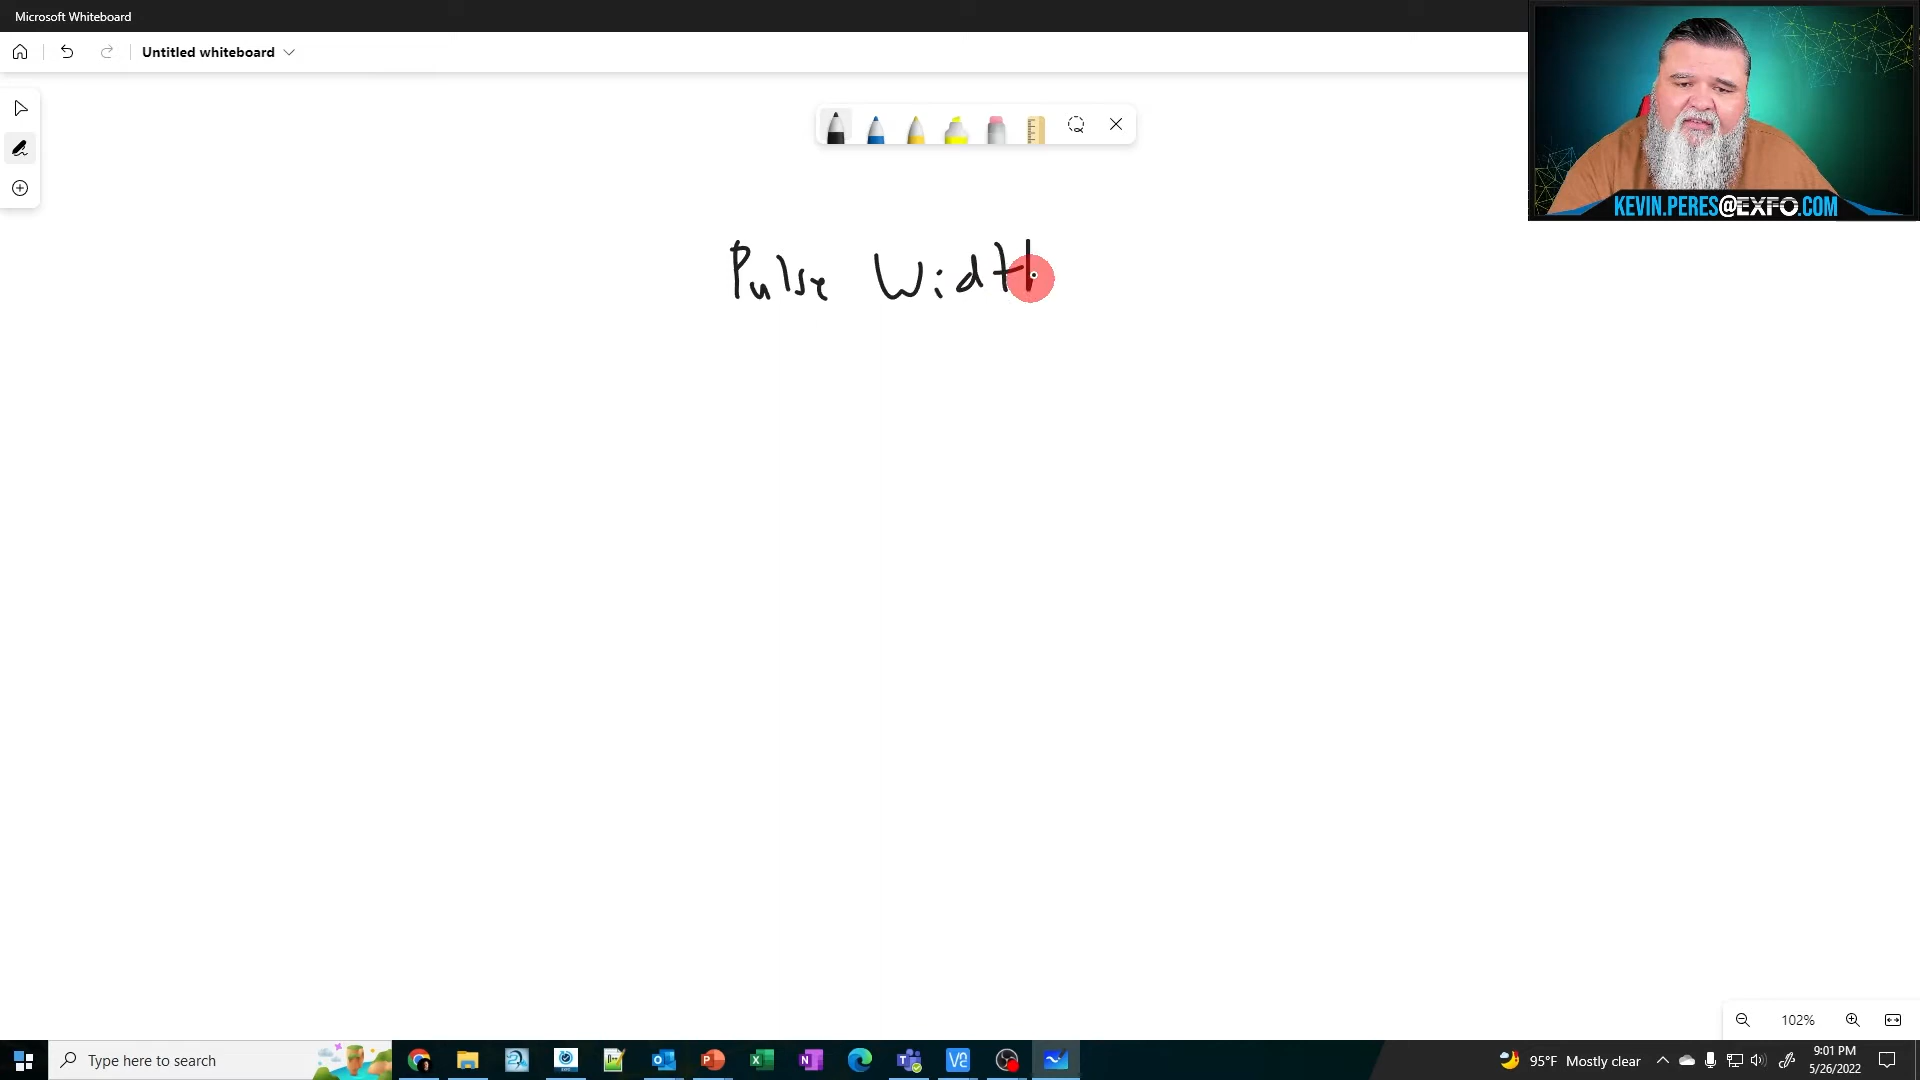 Microsoft Whiteboard
Untitled whiteboard
KEVIN.PERES@EXFO.COM
Pulse Width
102%
Type here to search
95°F Mostly clear
9:01 PM
5/26/2022